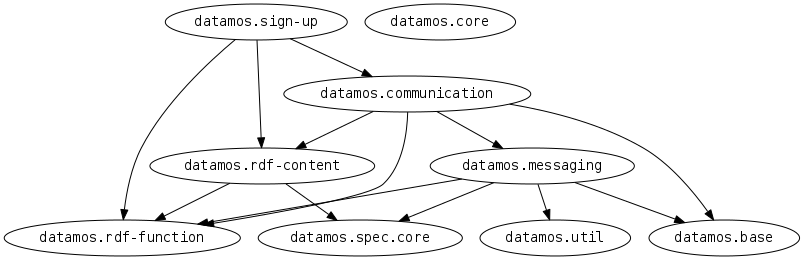 datamos.sign-up
datamos.core
datamos.communication
datamos.rdf-content
datamos.messaging
datamos.rdf-function
datamos.spec.core
datamos.util
datamos.base